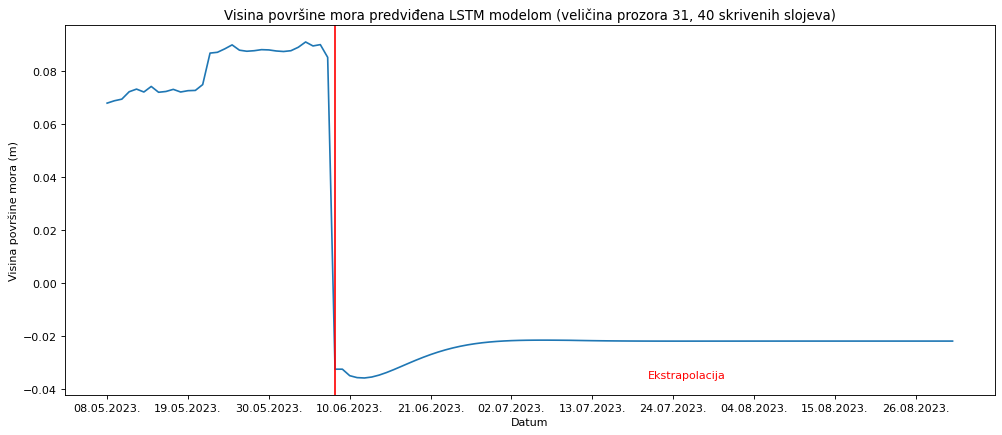 Visina površine mora predviđena LSTM modelom (veličina prozora 31, 40 skrivenih slojeva)
Visina površine mora (m)
0.08
0.06
0.04
0.02
0.00
−0.02
−0.04
Ekstrapolacija
08.05.2023. 19.05.2023. 30.05.2023. 10.06.2023. 21.06.2023. 02.07.2023. 13.07.2023. 24.07.2023. 04.08.2023. 15.08.2023. 26.08.2023.
Datum